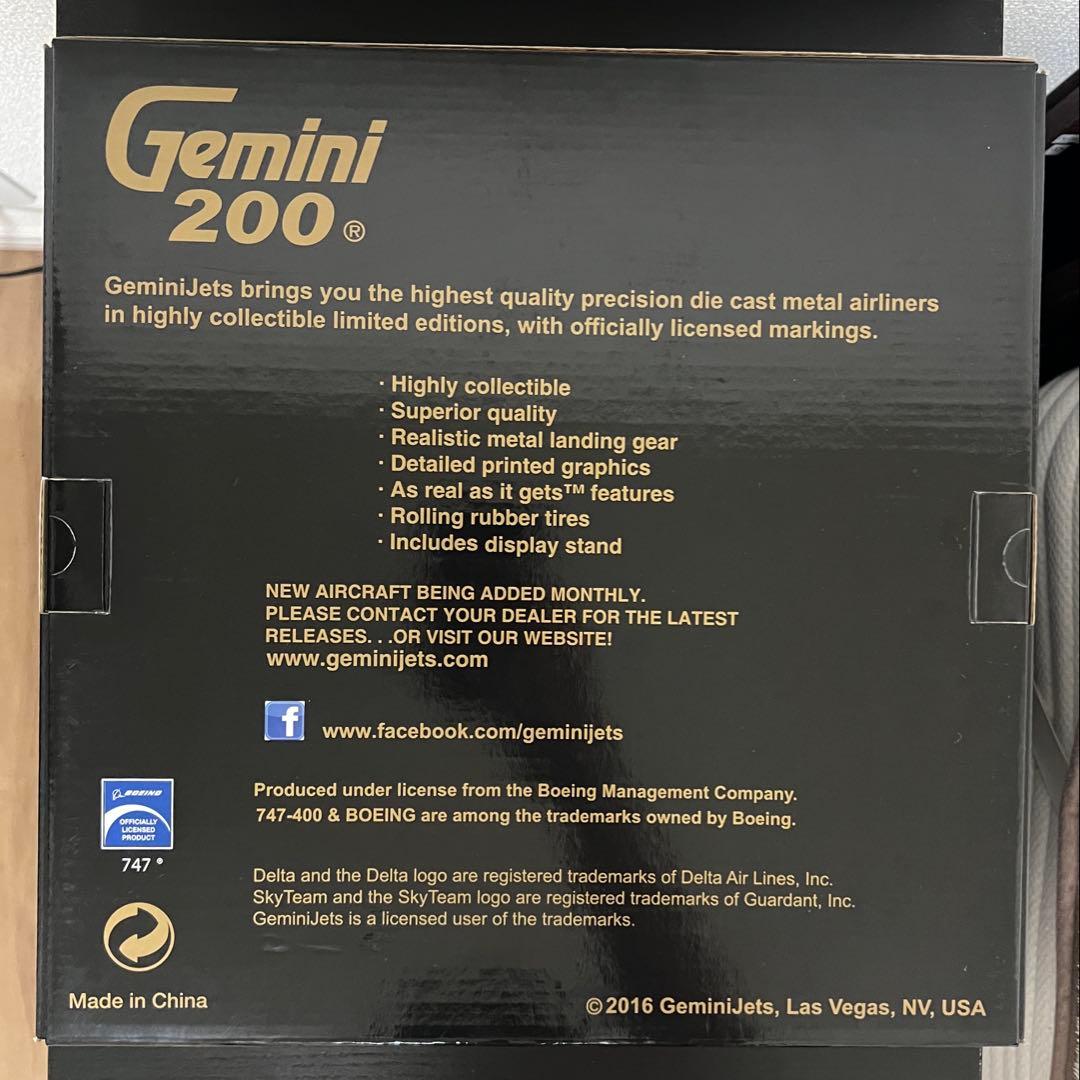 Gemini
200®
GeminiJets brings you the highest quality precision die cast metal airliners
in highly collectible limited editions, with officially licensed markings.
· Highly collectible
· Superior quality
· Realistic metal landing gear
· Detailed printed graphics
· As real as it gets™ features
· Rolling rubber tires
· Includes display stand
NEW AIRCRAFT BEING ADDED MONTHLY.
PLEASE CONTACT YOUR DEALER FOR THE LATEST
RELEASES. . .OR VISIT OUR WEBSITE!
www.geminijets.com
f www.facebook.com/geminijets
Produced under license from the Boeing Management Company.
747-400 & BOEING are among the trademarks owned by Boeing.
BOEING
OFFICIALLY
LICENSED
PRODUCT
747®
Delta and the Delta logo are registered trademarks of Delta Air Lines, Inc.
SkyTeam and the SkyTeam logo are registered trademarks of Guardant, Inc.
GeminiJets is a licensed user of the trademarks.
Made in China
©2016 GeminiJets, Las Vegas, NV, USA